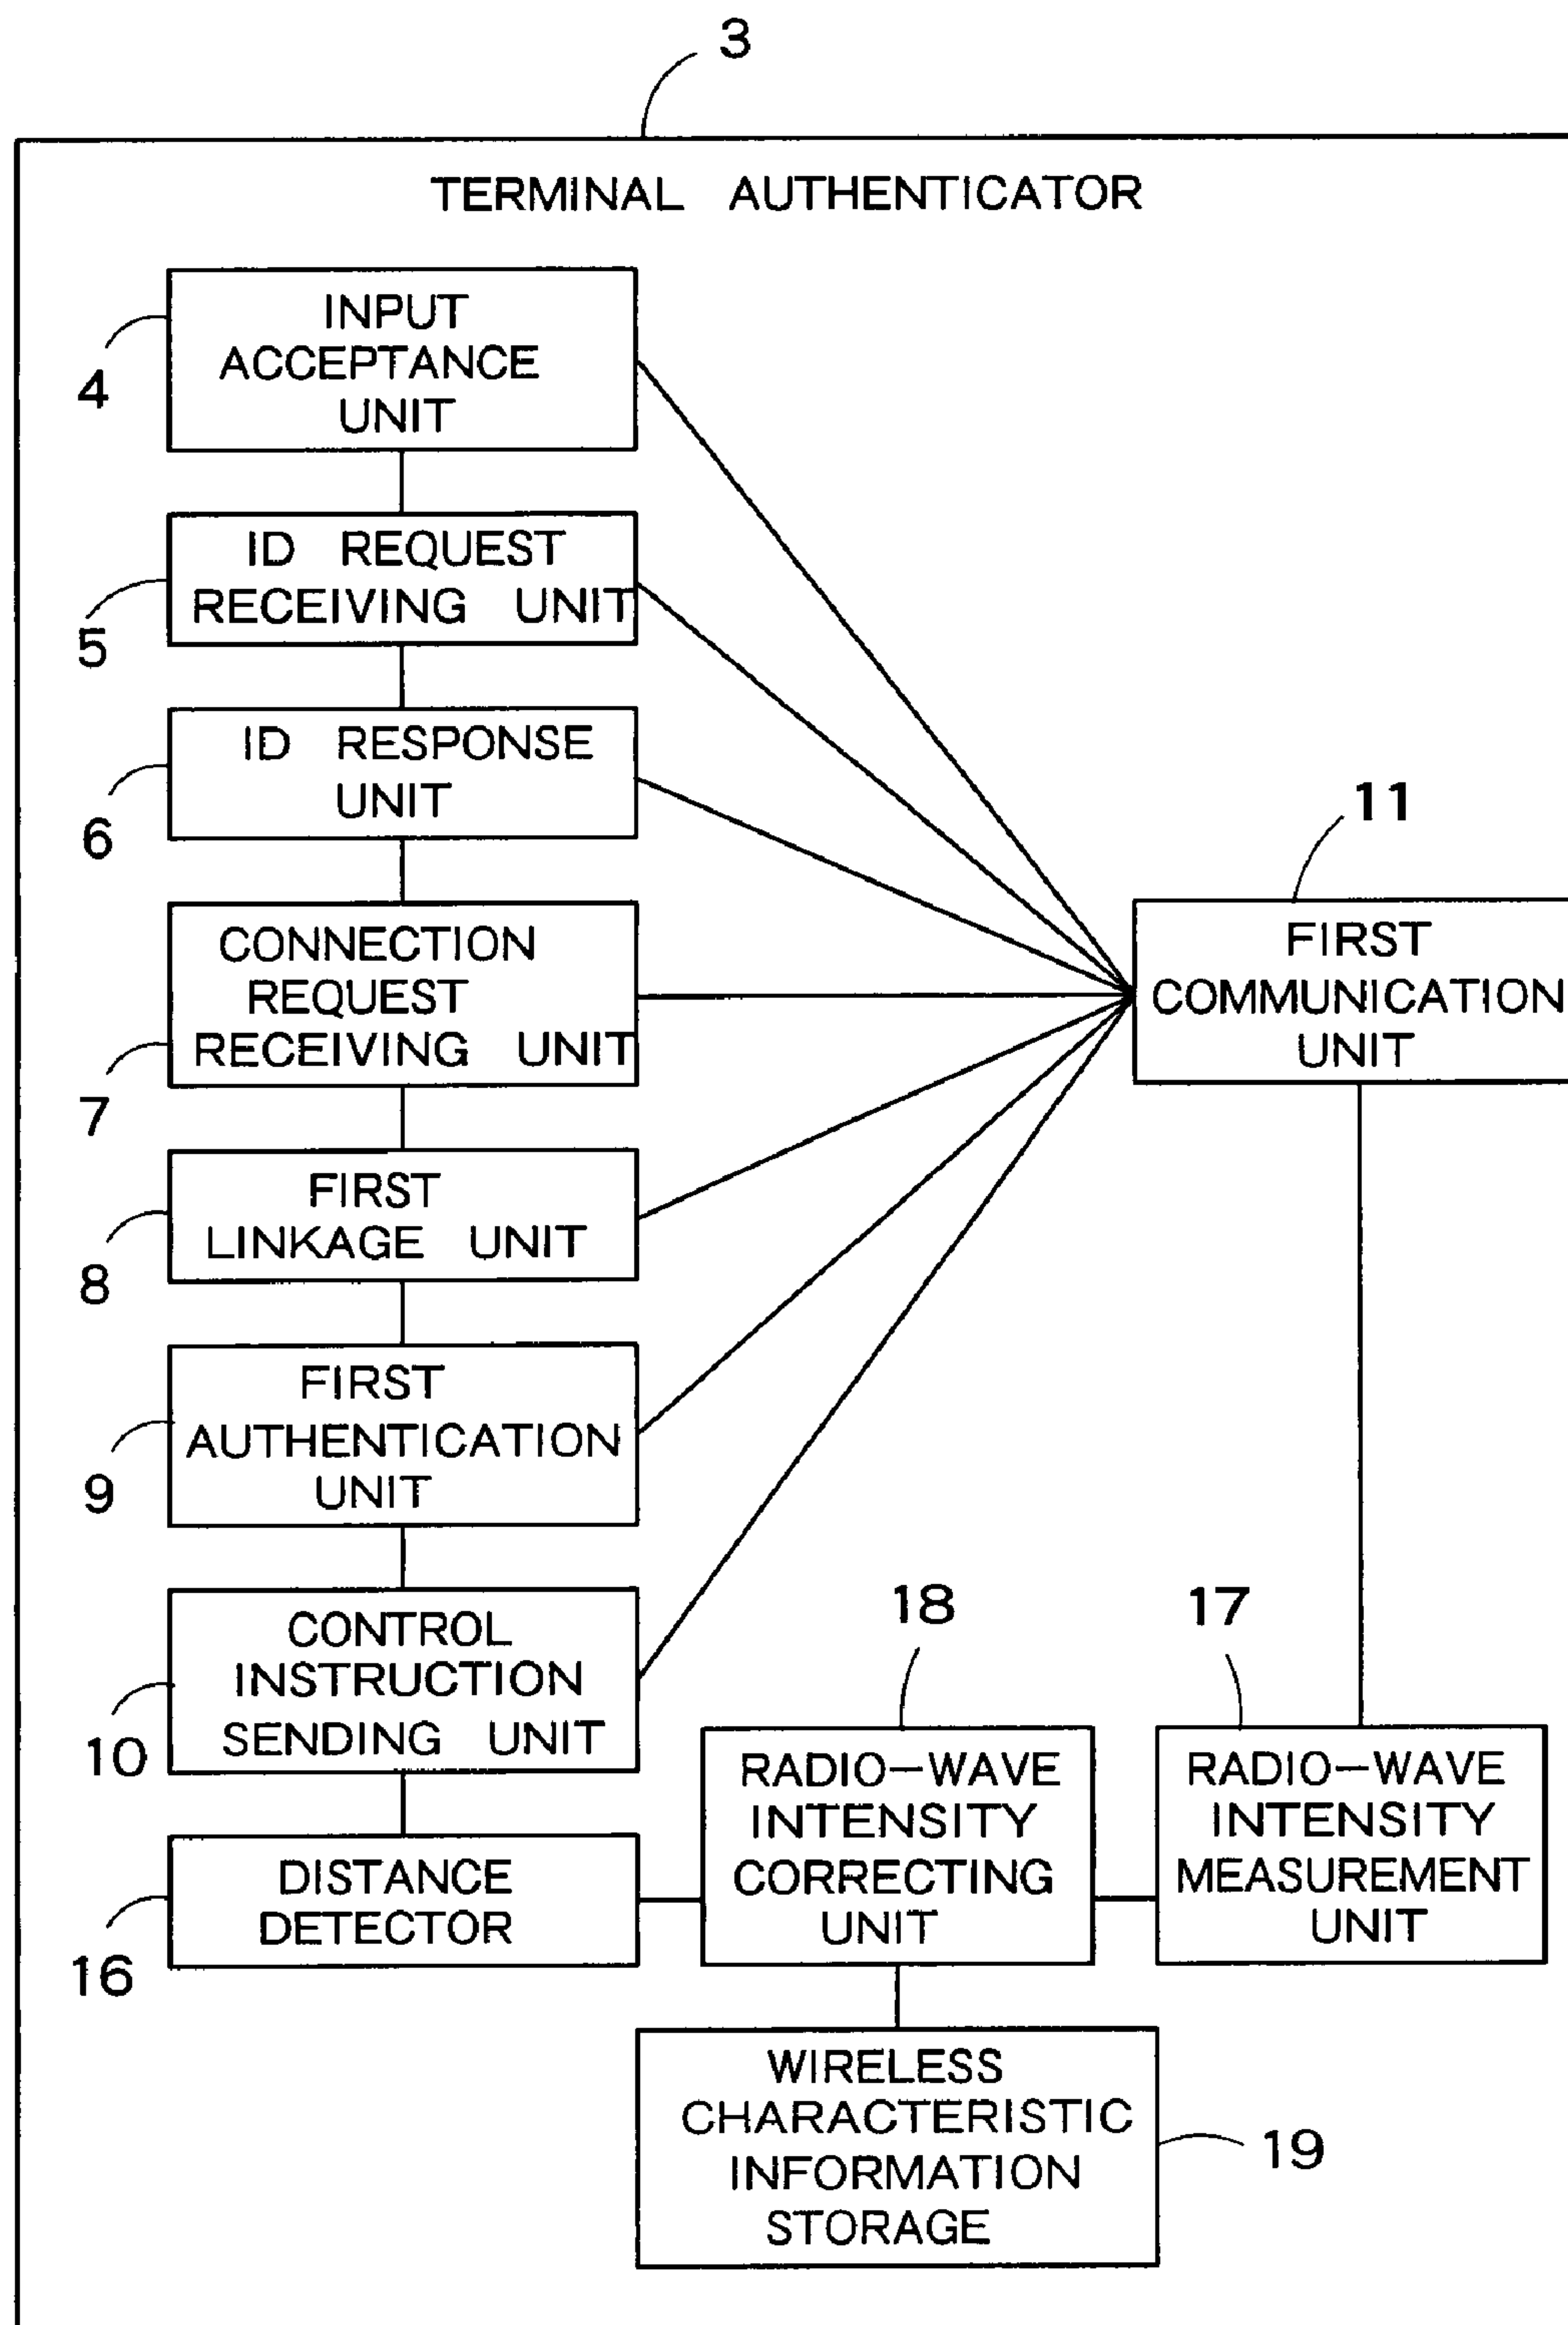 3
TERMINAL AUTHENTICATOR
INPUT
ACCEPTANCE
UNIT
4
ID REQUEST
RECEIVING UNIT
5
ID RESPONSE
UNIT
6
11
FIRST
COMMUNICATION
UNIT
CONNECTION
REQUEST
RECEIVING UNIT
7
FIRST
LINKAGE UNIT
8
FIRST
AUTHENTICATION
UNIT
9
CONTROL
INSTRUCTION
SENDING UNIT
10
18
RADIO-WAVE
INTENSITY
CORRECTING
UNIT
17
RADIO-WAVE
INTENSITY
MEASUREMENT
UNIT
DISTANCE
DETECTOR
16
WIRELESS
CHARACTERISTIC
INFORMATION
STORAGE
19